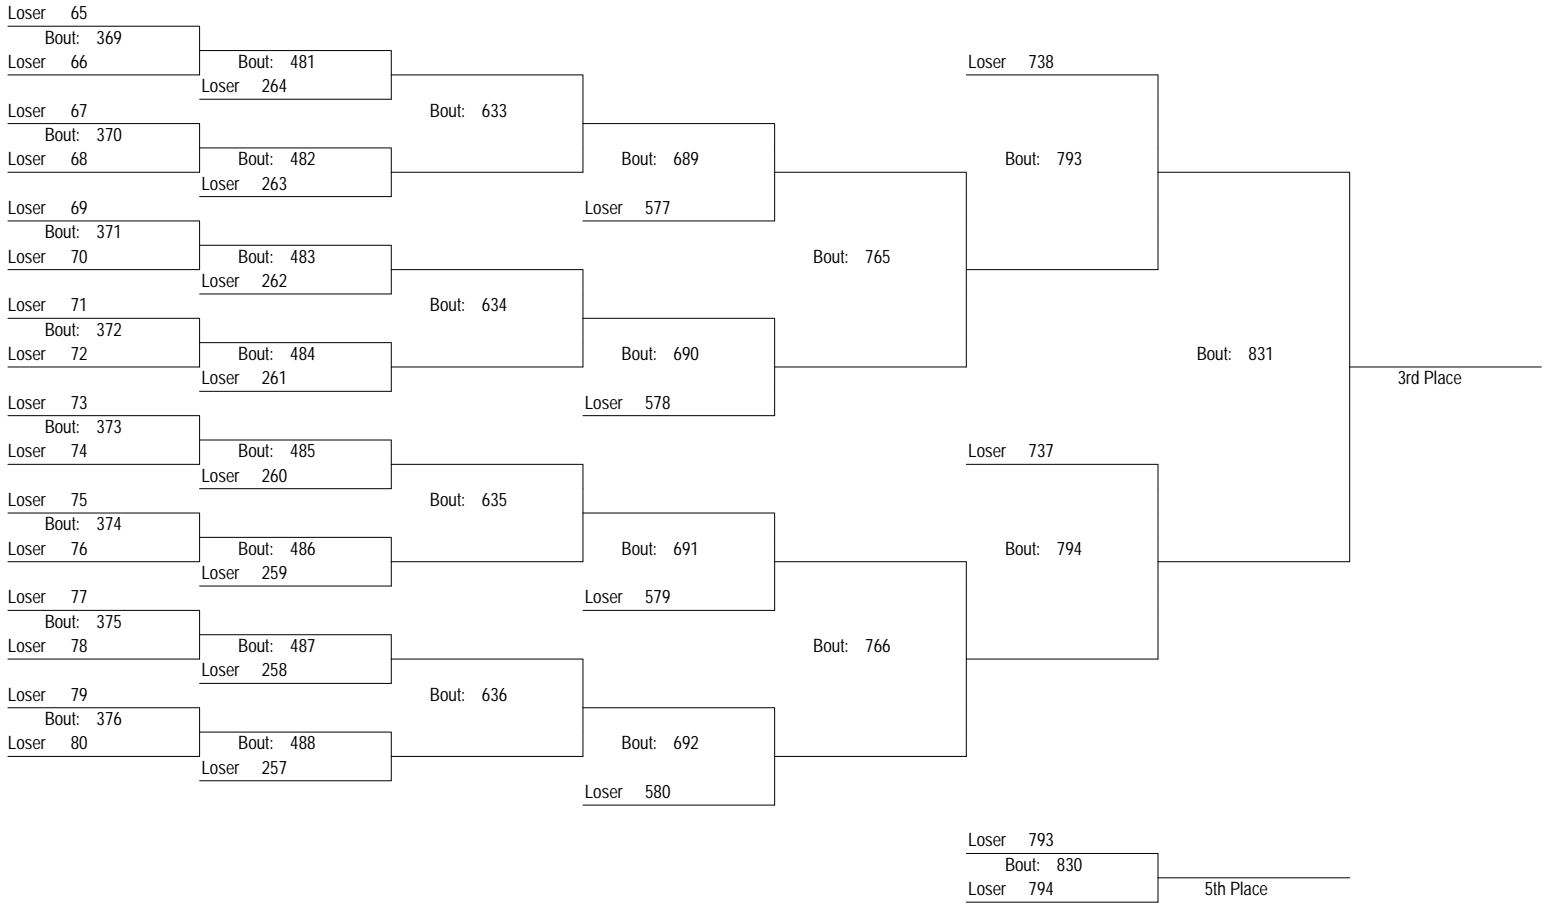 Loser 65
Bout: 369
Loser 66
Bout: 481
Loser 738
Loser 264
Loser 67
Bout: 633
Bout: 370
Loser 68
Bout: 482
Bout: 689
Bout: 793
Loser 263
Loser 69
Loser 577
Bout: 371
Loser 70
Bout: 483
Bout: 765
Loser 262
Loser 71
Bout: 634
Bout: 372
Loser 72
Bout: 484
Bout: 690
Bout: 831
Loser 261
3rd Place
Loser 73
Loser 578
Bout: 373
Loser 74
Bout: 485
Loser 737
Loser 260
Loser 75
Bout: 635
Bout: 374
Loser 76
Bout: 486
Bout: 691
Bout: 794
Loser 259
Loser 77
Loser 579
Bout: 375
Loser 78
Bout: 487
Bout: 766
Loser 258
Loser 79
Bout: 636
Bout: 376
Loser 80
Bout: 488
Bout: 692
Loser 257
Loser 580
Loser 793
Bout: 830
Loser 794
5th Place